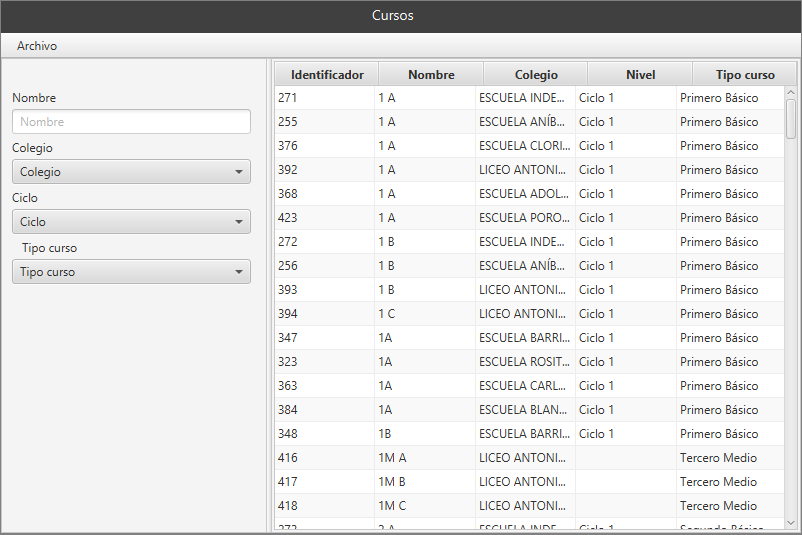 Cursos
Archivo
Nombre
Nombre
Colegio
Colegio
Ciclo
Ciclo
Tipo curso
Tipo curso
Identificador Nombre Colegio Nivel Tipo curso
271 1 A ESCUELA INDE... Ciclo 1 Primero Básico
255 1 A ESCUELA ANÍB... Ciclo 1 Primero Básico
376 1 A ESCUELA CLORI... Ciclo 1 Primero Básico
392 1 A LICEO ANTONI... Ciclo 1 Primero Básico
368 1 A ESCUELA ADOL... Ciclo 1 Primero Básico
423 1 A ESCUELA PORO... Ciclo 1 Primero Básico
272 1 B ESCUELA INDE... Ciclo 1 Primero Básico
256 1 B ESCUELA ANÍB... Ciclo 1 Primero Básico
393 1 B LICEO ANTONI... Ciclo 1 Primero Básico
394 1 C LICEO ANTONI... Ciclo 1 Primero Básico
347 1A ESCUELA BARRI... Ciclo 1 Primero Básico
323 1A ESCUELA ROSIT... Ciclo 1 Primero Básico
363 1A ESCUELA CARL... Ciclo 1 Primero Básico
384 1A ESCUELA BLAN... Ciclo 1 Primero Básico
348 1B ESCUELA BARRI... Ciclo 1 Primero Básico
416 1M A LICEO ANTONI... Tercero Medio
417 1M B LICEO ANTONI... Tercero Medio
418 1M C LICEO ANTONI... Tercero Medio
273 2 A ESCUELA INDE... Ciclo 1 Segundo Básico